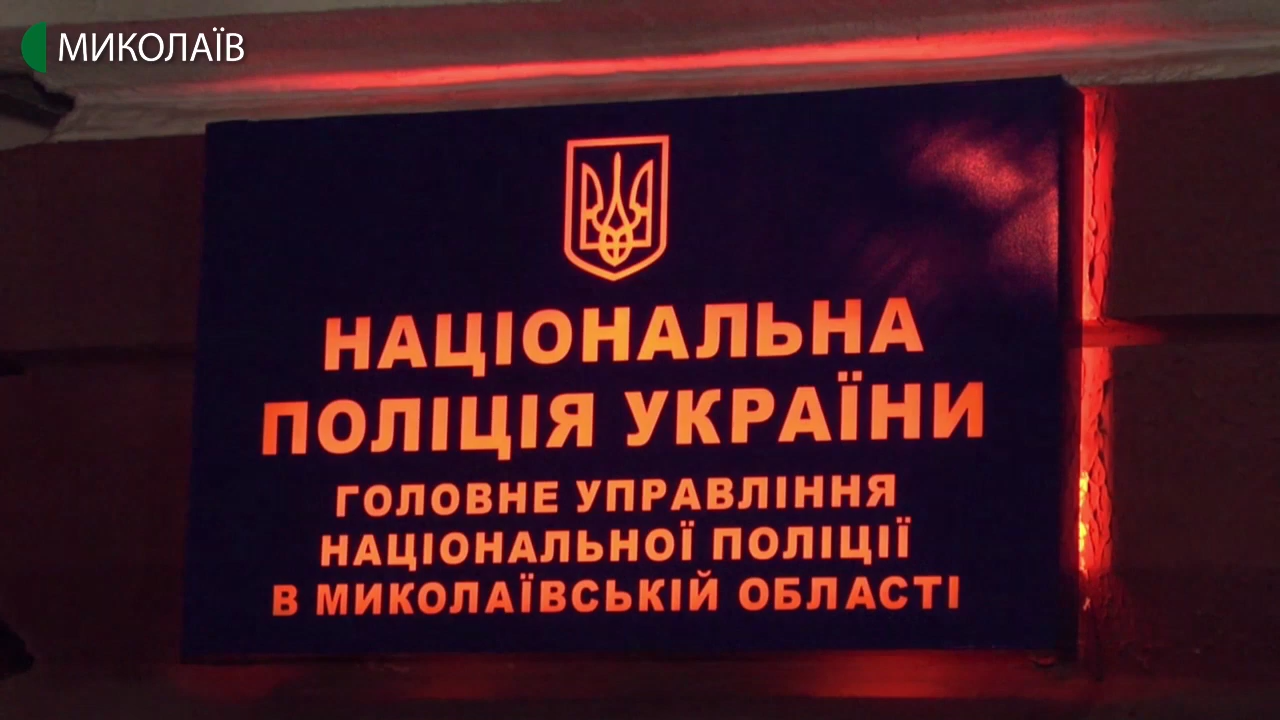 МИКОЛАЇВ
НАЦІОНАЛЬНА
ПОЛІЦІЯ УКРАЇНИ
ГОЛОВНЕ УПРАВЛІННЯ
НАЦІОНАЛЬНОЇ ПОЛІЦІЇ
В МИКОЛАЇВСЬКІЙ ОБЛАСТІ